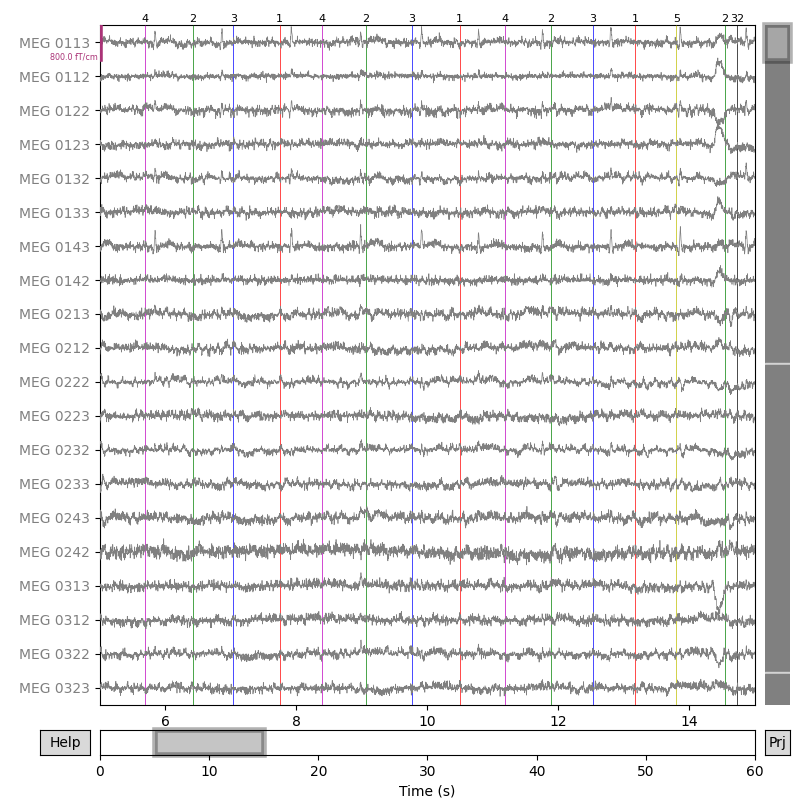 4 2 3 1 4 2 3 1 4 2 3 1 5 2 32
MEG 0113
800.0 fT/cm
MEG 0112
MEG 0122
MEG 0123
MEG 0132
MEG 0133
MEG 0143
MEG 0142
MEG 0213
MEG 0212
MEG 0222
MEG 0223
MEG 0232
MEG 0233
MEG 0243
MEG 0242
MEG 0313
MEG 0312
MEG 0322
MEG 0323
6 8 10 12 14
Help
Prj
0 10 20 30 40 50 60
Time (s)